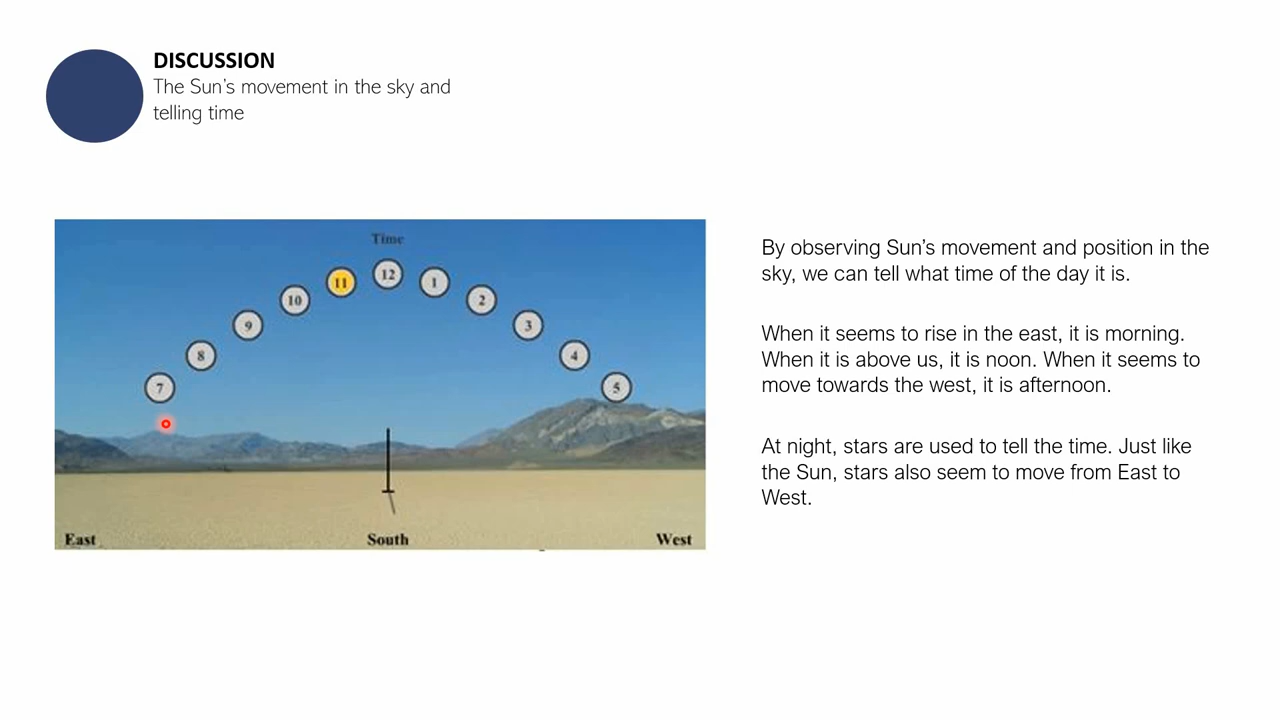 DISCUSSION
The Sun's movement in the sky and
telling time
Time
7
8
9
10
11
12
1
2
3
4
5
East
South
West
By observing Sun's movement and position in the
sky, we can tell what time of the day it is.
When it seems to rise in the east, it is morning.
When it is above us, it is noon. When it seems to
move towards the west, it is afternoon.
At night, stars are used to tell the time. Just like
the Sun, stars also seem to move from East to
West.